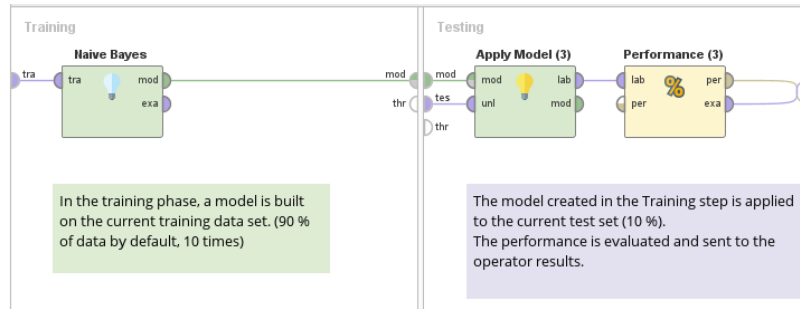 Training
Testing
Naive Bayes
Apply Model (3)
Performance (3)
tra
tra
mod
exa
mod
thr
mod
tes
thr
mod
unl
lab
mod
lab
per
%
per
exa
In the training phase, a model is built
on the current training data set. (90 %
of data by default, 10 times)
The model created in the Training step is applied
to the current test set (10 %).
The performance is evaluated and sent to the
operator results.